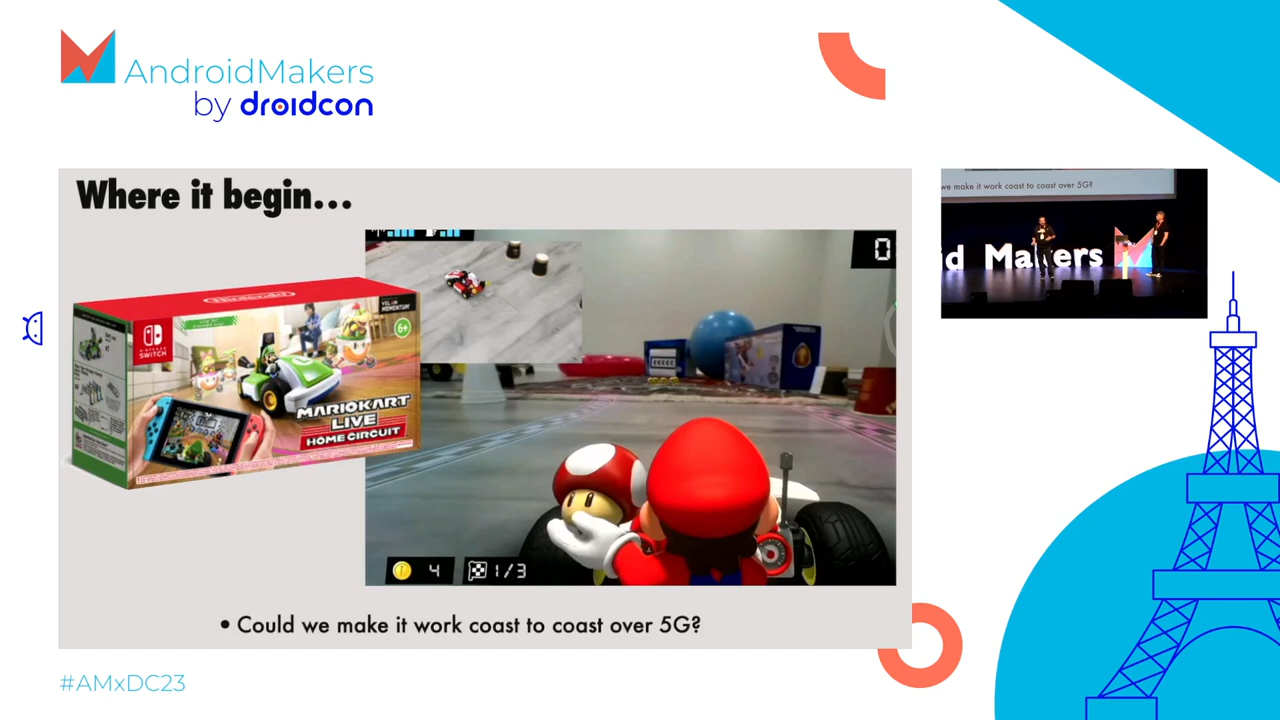 AndroidMakers
by droidcon
Where it begin...
Nintendo
NINTENDO
SWITCH
6+
MARIOKART
LIVE
HOME CIRCUIT
0
4
1/3
• Could we make it work coast to coast over 5G?
we make it work coast to coast over 5G?
id Makers
#AMxDC23